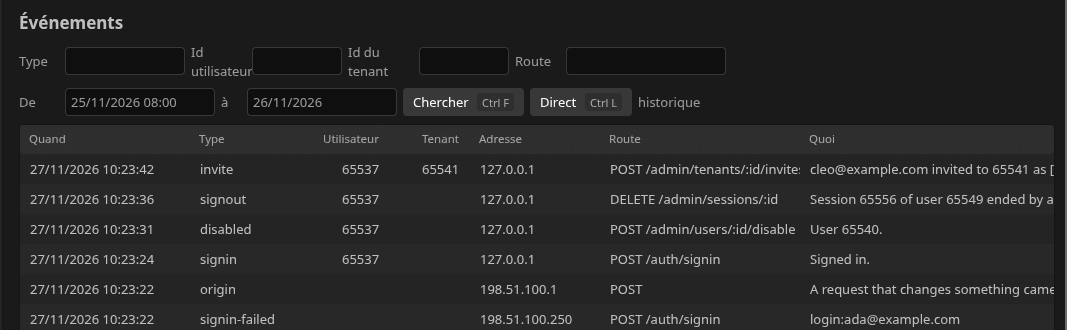 Événements
Type Id utilisateur Id du tenant Route
De 25/11/2026 08:00 à 26/11/2026 Chercher Ctrl F Direct Ctrl L historique
Quand Type Utilisateur Tenant Adresse Route Quoi
27/11/2026 10:23:42 invite 65537 65541 127.0.0.1 POST /admin/tenants/:id/invites cleo@example.com invited to 65541 as [
27/11/2026 10:23:36 signout 65537 127.0.0.1 DELETE /admin/sessions/:id Session 65556 of user 65549 ended by a
27/11/2026 10:23:31 disabled 65537 127.0.0.1 POST /admin/users/:id/disable User 65540.
27/11/2026 10:23:24 signin 65537 127.0.0.1 POST /auth/signin Signed in.
27/11/2026 10:23:22 origin 198.51.100.1 POST A request that changes something came
27/11/2026 10:23:22 signin-failed 198.51.100.250 POST /auth/signin login:ada@example.com